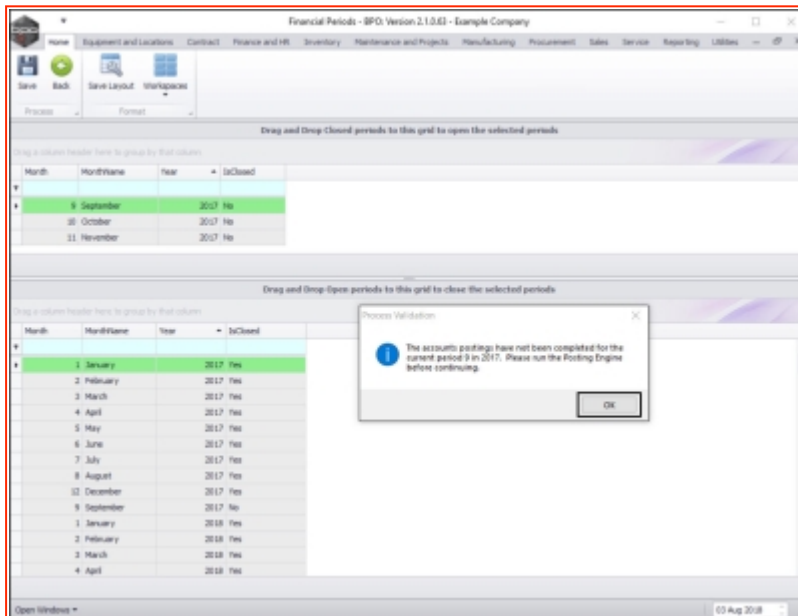 Financial Periods - BPO: Version 2.1.0.63 - Example Company
Home Equipment and Locations Contract Finance and HR Inventory Maintenance and Projects Manufacturing Procurement Sales Service Reporting Utilities
Save Back Save Layout Workspaces
Process Format
Drag and Drop Closed periods to this grid to open the selected periods
Drag a column header here to group by that column
Month MonthName Year IsClosed
9 September 2017 No
10 October 2017 No
11 November 2017 No
Drag and Drop Open periods to this grid to close the selected periods
Drag a column header here to group by that column
Month MonthName Year IsClosed
1 January 2017 Yes
2 February 2017 Yes
3 March 2017 Yes
4 April 2017 Yes
5 May 2017 Yes
6 June 2017 Yes
7 July 2017 Yes
8 August 2017 Yes
12 December 2017 Yes
9 September 2017 No
1 January 2018 Yes
2 February 2018 Yes
3 March 2018 Yes
4 April 2018 Yes
Process Validation
The accounts postings have not been completed for the
current period 9 in 2017. Please run the Posting Engine
before continuing.
OK
Open Windows
03 Aug 2018